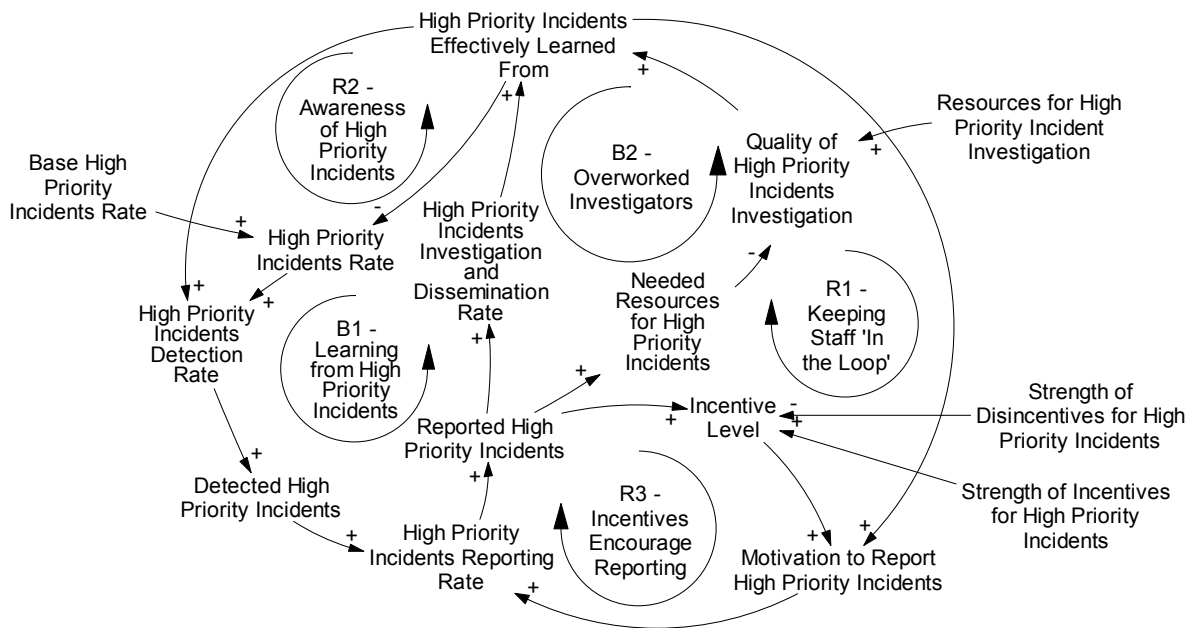 High Priority Incidents
Effectively Learned
From
R2 -
Awareness
of High
Priority
Incidents
B2 -
Overworked
Investigators
Quality of
High Priority
Incidents
Investigation
Resources for High
Priority Incident
Investigation
Base High
Priority
Incidents Rate
High Priority
Incidents Rate
High Priority
Incidents
Investigation
and
Dissemination
Rate
Needed
Resources
for High
Priority
Incidents
R1 -
Keeping
Staff 'In
the Loop'
High Priority
Incidents
Detection
Rate
B1 -
Learning
from High
Priority
Incidents
Reported High
Priority Incidents
Incentive
Level
Strength of
Disincentives for High
Priority Incidents
Detected High
Priority Incidents
High Priority
Incidents Reporting
Rate
R3 -
Incentives
Encourage
Reporting
Strength of Incentives
for High Priority
Incidents
Motivation to Report
High Priority Incidents
+
+
+
-
+
+
+
-
+
+
+
-
+
+
+
+
+
+
+
+